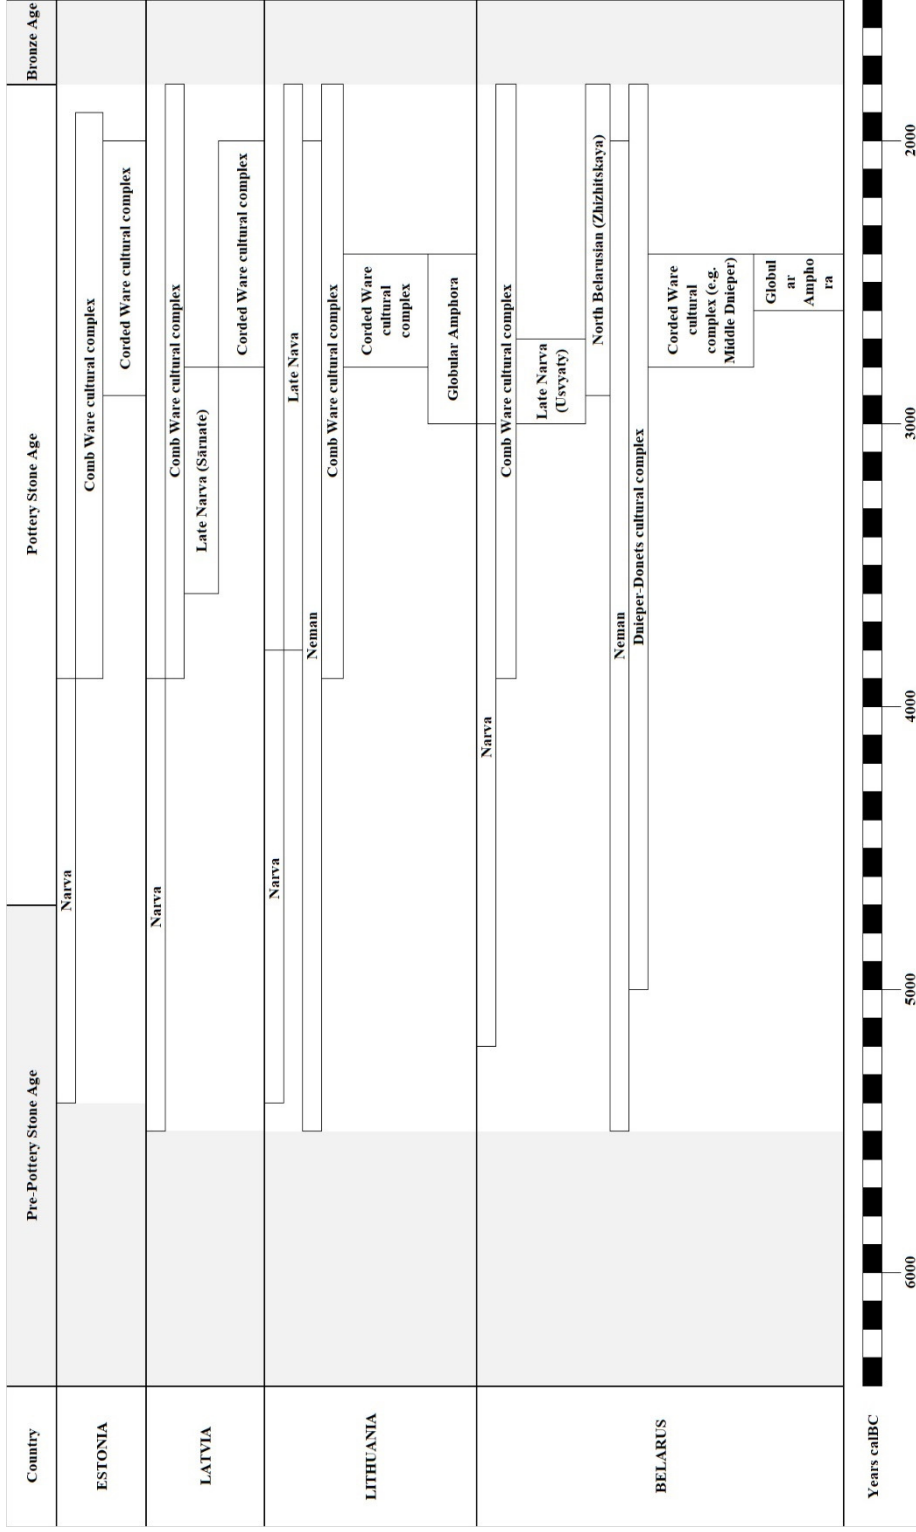 Country
Pre-Pottery Stone Age
Pottery Stone Age
Bronze Age
ESTONIA
Narva
Comb Ware cultural complex
Corded Ware cultural complex
LATVIA
Narva
Comb Ware cultural complex
Late Narva (Sārnate)
Corded Ware cultural complex
LITHUANIA
Narva
Late Nava
Neman
Comb Ware cultural complex
Corded Ware
cultural
complex
Globular Amphora
BELARUS
Narva
Comb Ware cultural complex
Late Narva
(Usvyaty)
North Belarusian (Zhizhitskaya)
Neman
Dnieper-Donets cultural complex
Corded Ware
cultural
complex (e.g.
Middle Dnieper)
Globul
ar
Ampho
ra
Years calBC
6000
5000
4000
3000
2000